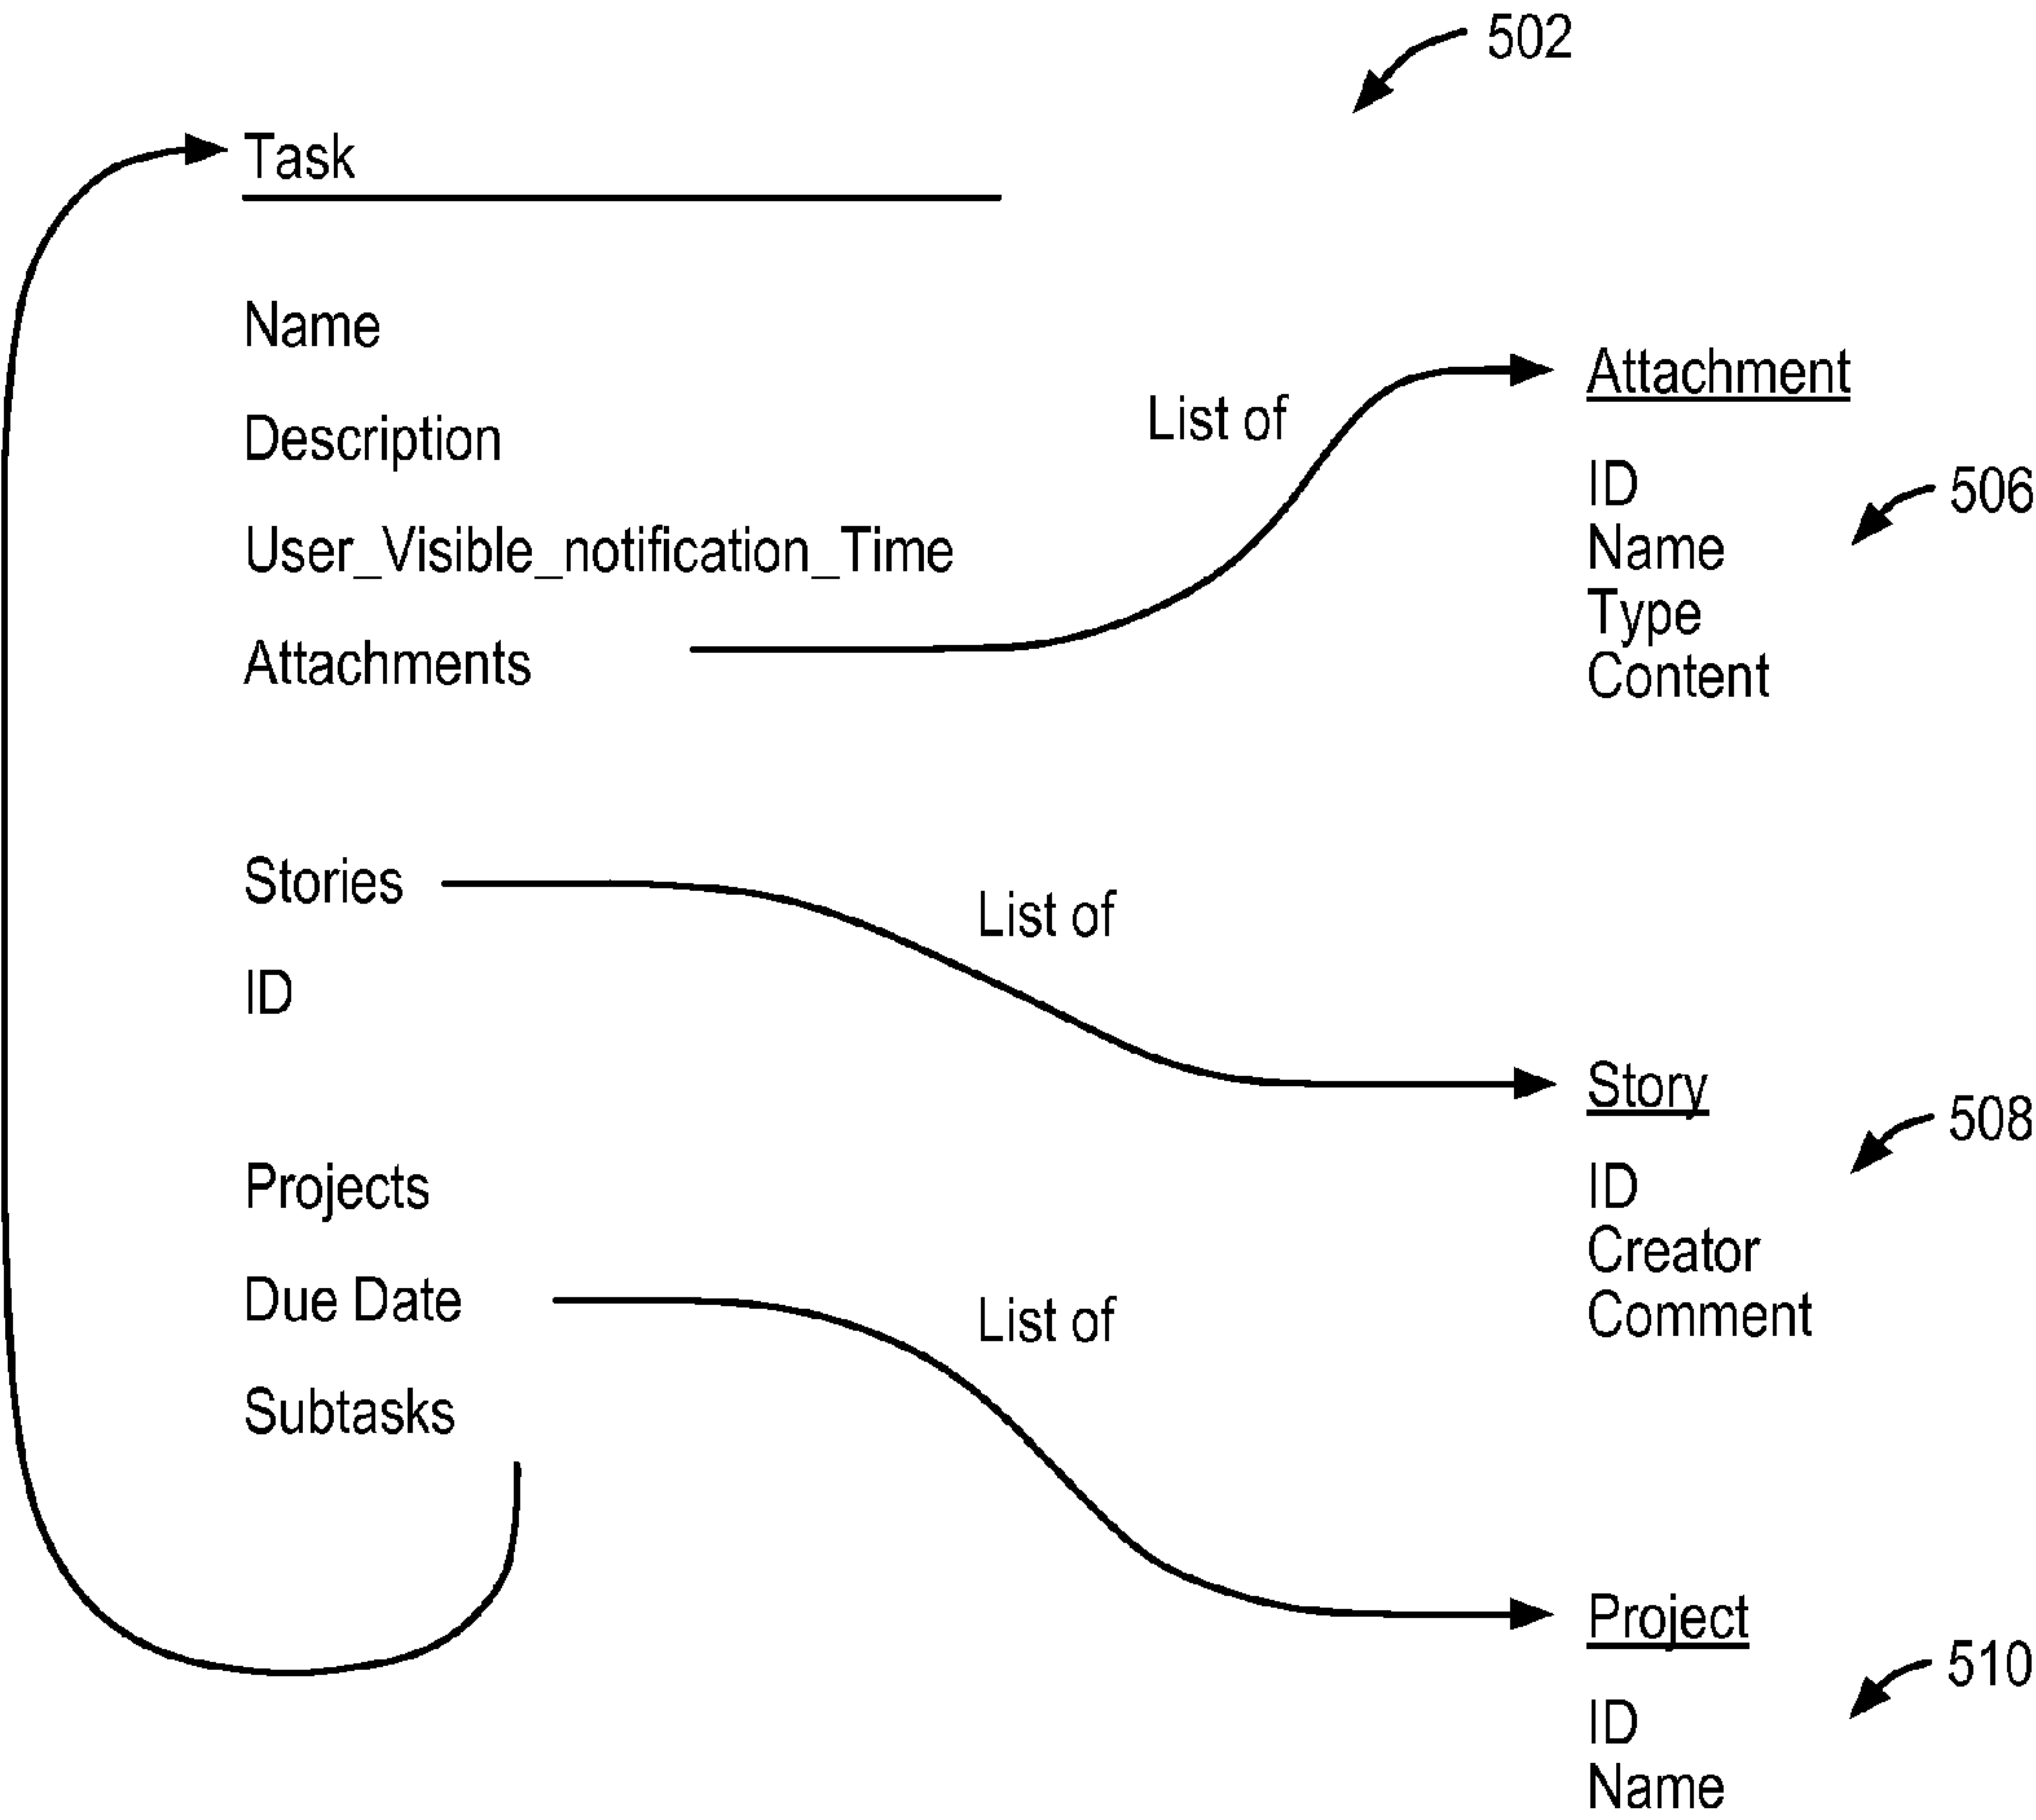 502
Task
Name
Description
User_Visible_notification_Time
Attachments
List of
Attachment
ID
Name
Type
Content
506
Stories
ID
List of
Story
ID
Creator
Comment
508
Projects
Due Date
Subtasks
List of
Project
ID
Name
510